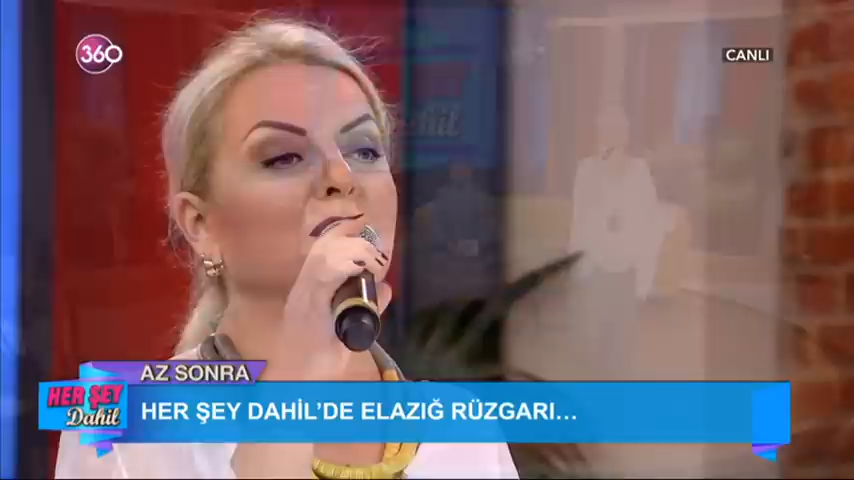 360
CANLI
AZ SONRA
HER ŞEY
Dahil
HER ŞEY DAHİL'DE ELAZIĞ RÜZGARI...